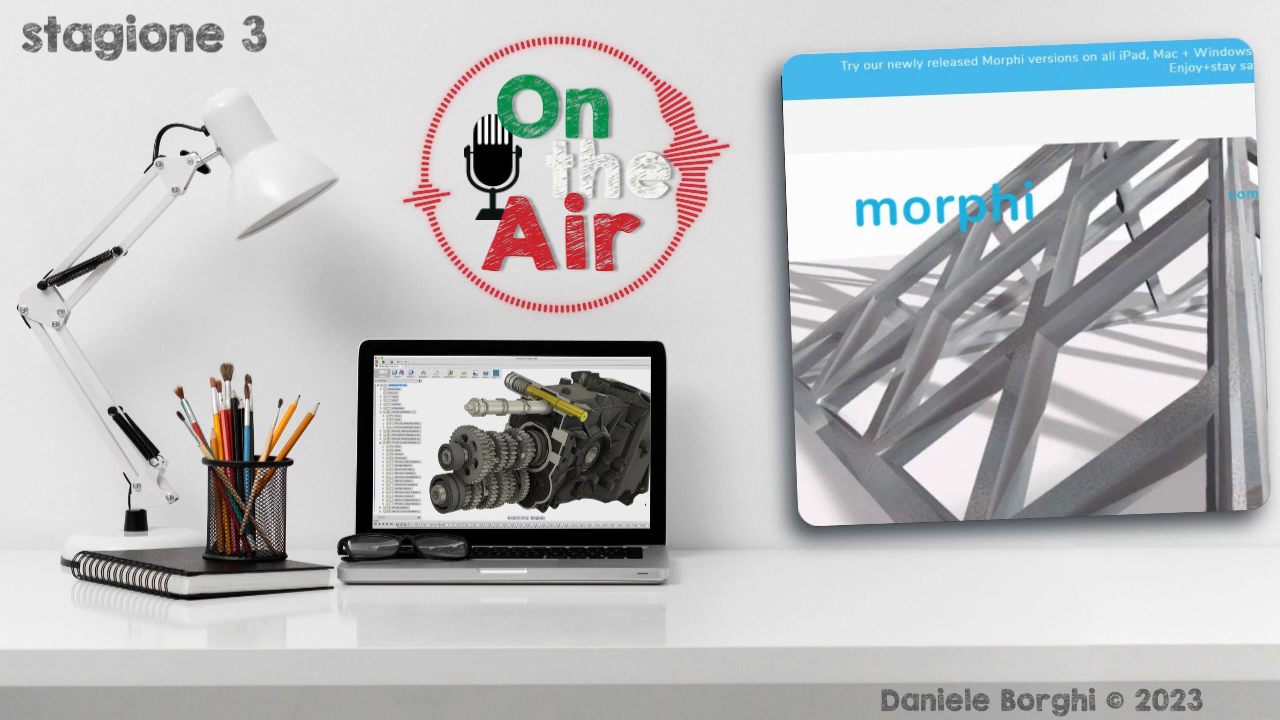 stagione 3
On
the
Air
Try our newly released Morphi versions on all iPad, Mac + Windows
Enjoy+stay sa
morphi
com
Daniele Borghi © 2023